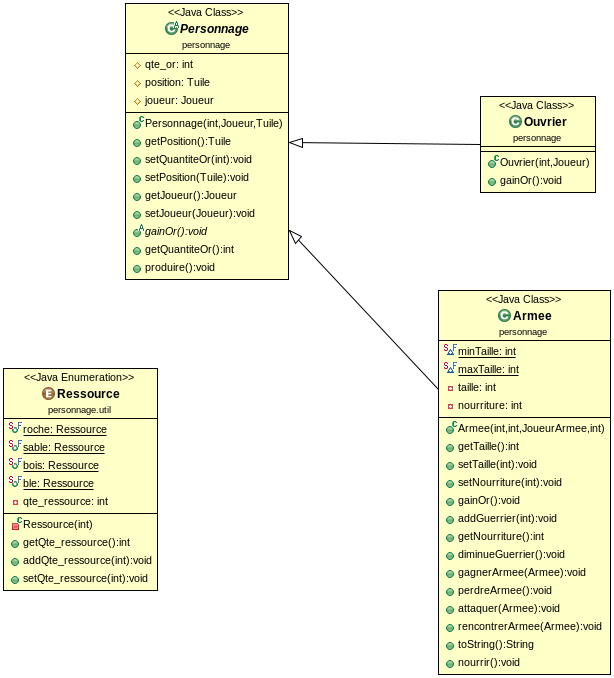 <<Java Class>>
Personnage
personnage
qte_or: int
position: Tuile
joueur: Joueur
Personnage(int,Joueur,Tuile)
getPosition():Tuile
setQuantiteOr(int):void
setPosition(Tuile):void
getJoueur():Joueur
setJoueur(Joueur):void
gainOr():void
getQuantiteOr():int
produire():void
<<Java Class>>
Ouvrier
personnage
Ouvrier(int,Joueur)
gainOr():void
<<Java Class>>
Armee
personnage
minTaille: int
maxTaille: int
taille: int
nourriture: int
Armee(int,int,JoueurArmee,int)
getTaille():int
setTaille(int):void
setNourriture(int):void
gainOr():void
addGuerrier(int):void
getNourriture():int
diminueGuerrier():void
gagnerArmee(Armee):void
perdreArmee():void
attaquer(Armee):void
rencontrerArmee(Armee):void
toString():String
nourrir():void
<<Java Enumeration>>
Ressource
personnage.util
roche: Ressource
sable: Ressource
bois: Ressource
ble: Ressource
qte_ressource: int
Ressource(int)
getQte_ressource():int
addQte_ressource(int):void
setQte_ressource(int):void